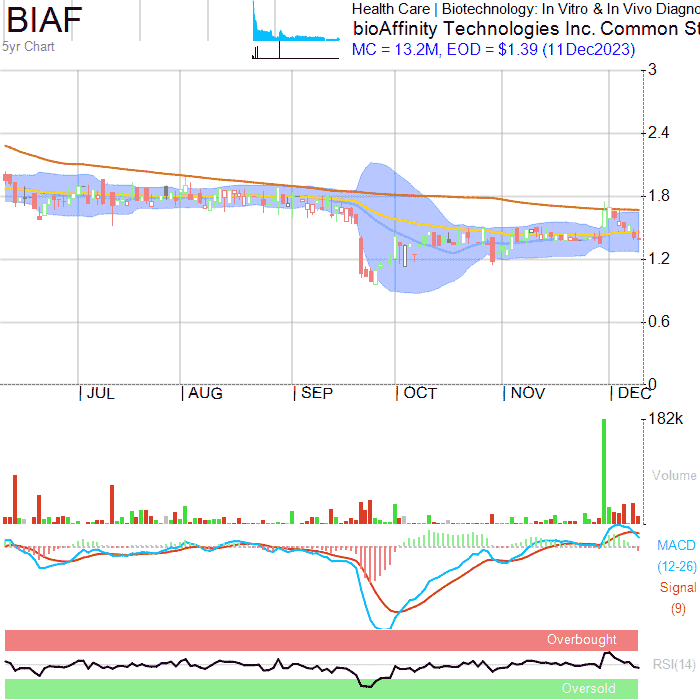 BIAF
5yr Chart
Health Care | Biotechnology: In Vitro & In Vivo Diagno
bioAffinity Technologies Inc. Common St
MC = 13.2M, EOD = $1.39 (11Dec2023)
3
2.4
1.8
1.2
0.6
0
JUL AUG SEP OCT NOV DEC
182k
Volume
MACD
(12-26)
Signal
(9)
Overbought
RSI(14)
Oversold